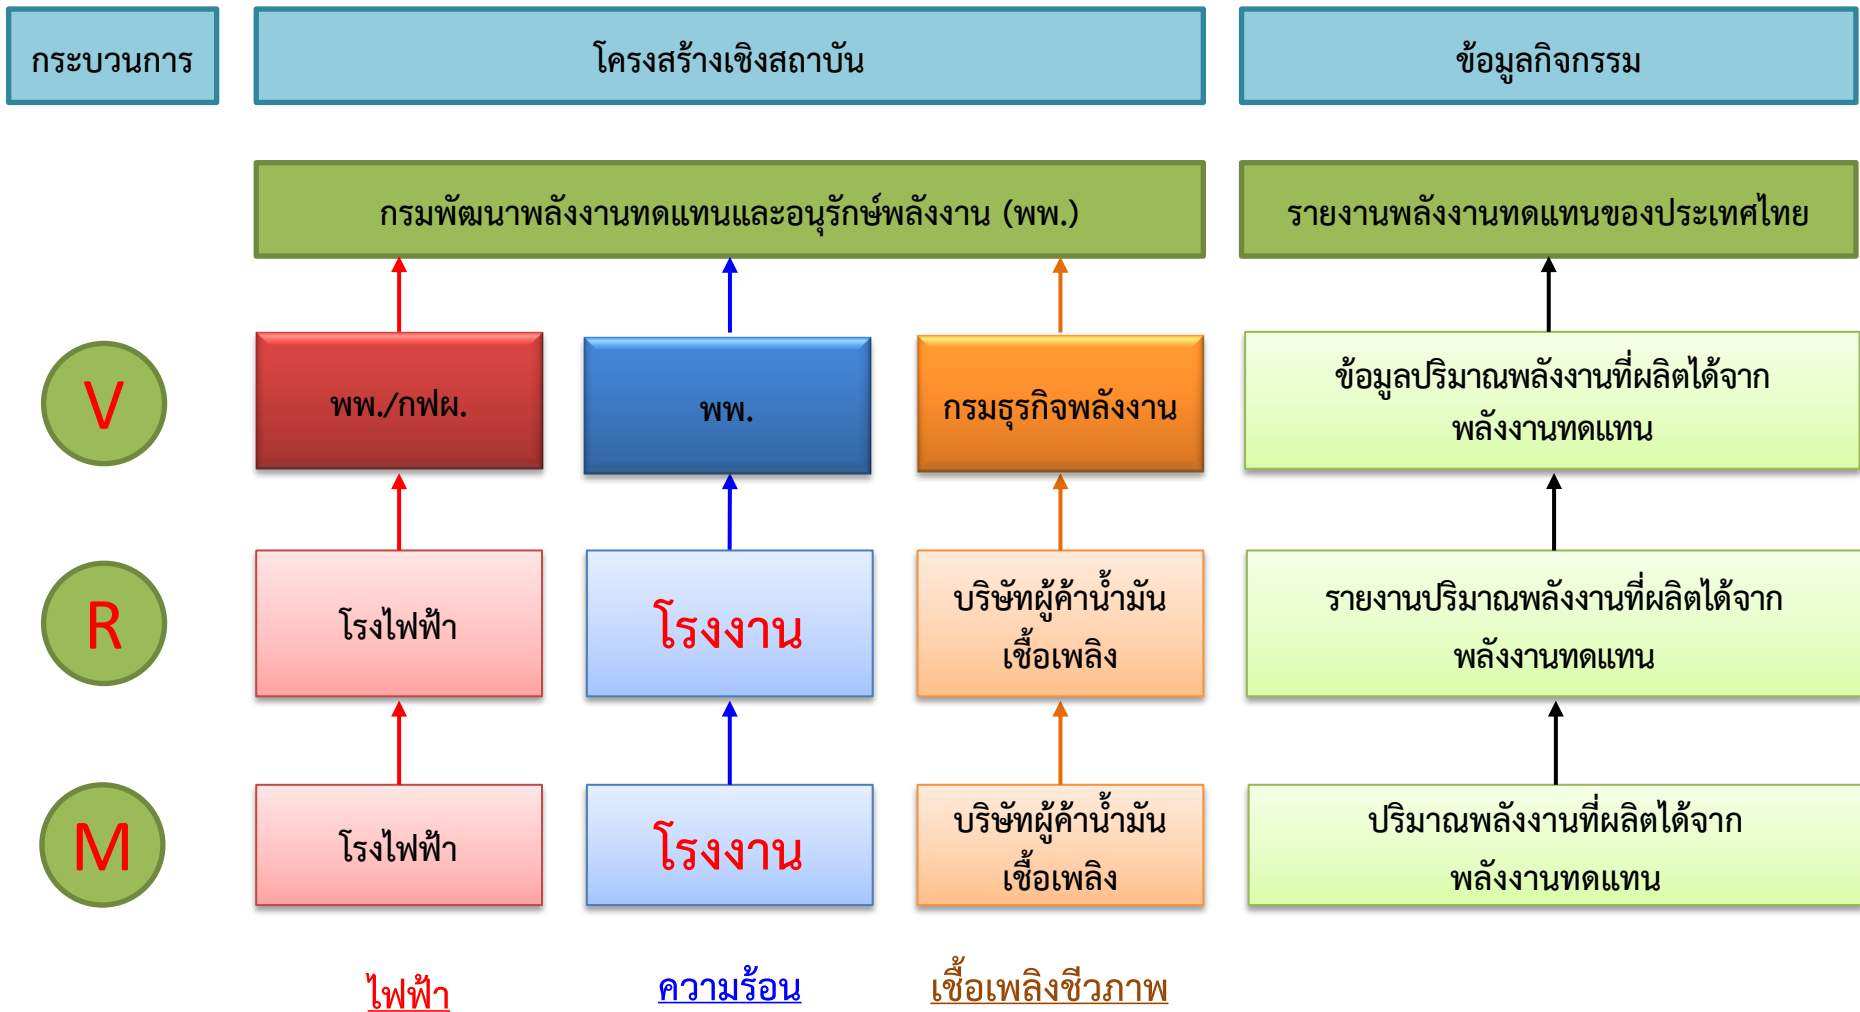 กระบวนการ
โครงสร้างเชิงสถาบัน
ข้อมูลกิจกรรม
กรมพัฒนาพลังงานทดแทนและอนุรักษ์พลังงาน (พพ.)
รายงานพลังงานทดแทนของประเทศไทย
V
พพ./กฟผ.
พพ.
กรมธุรกิจพลังงาน
ข้อมูลปริมาณพลังงานที่ผลิตได้จาก
พลังงานทดแทน
R
โรงไฟฟ้า
โรงงาน
บริษัทผู้ค้าน้ำมัน
เชื้อเพลิง
รายงานปริมาณพลังงานที่ผลิตได้จาก
พลังงานทดแทน
M
โรงไฟฟ้า
โรงงาน
บริษัทผู้ค้าน้ำมัน
เชื้อเพลิง
ปริมาณพลังงานที่ผลิตได้จาก
พลังงานทดแทน
ไฟฟ้า
ความร้อน
เชื้อเพลิงชีวภาพ